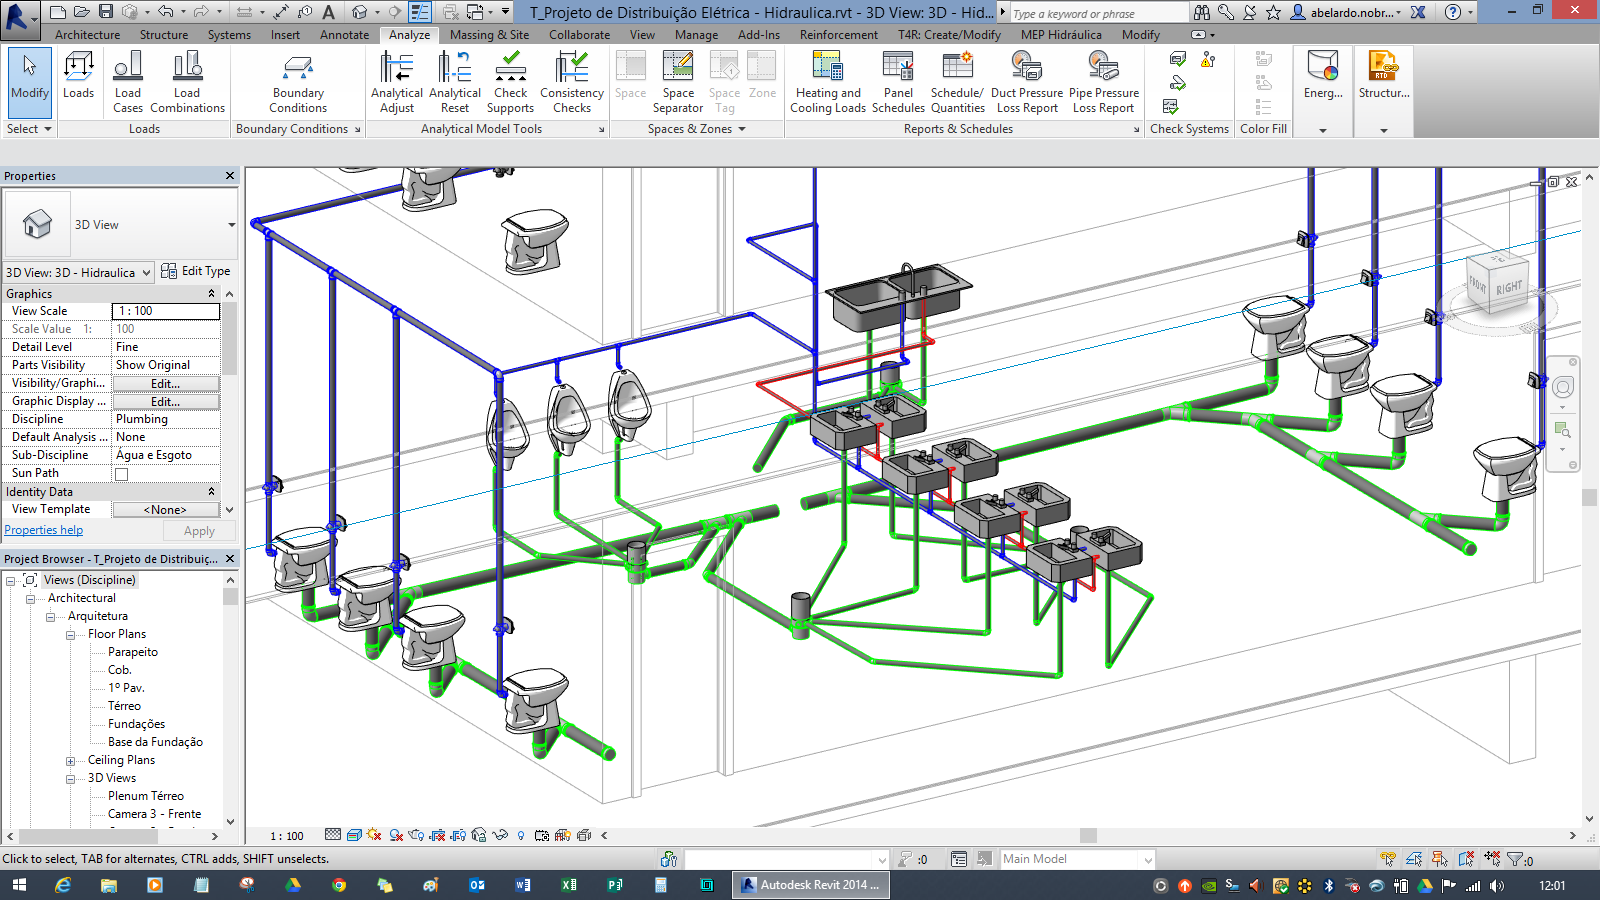 T_Projeto de Distribuição Elétrica - Hidraulica.rvt - 3D View: 3D - Hid...
Type a keyword or phrase
abelardo.nobr...
Architecture Structure Systems Insert Annotate Analyze Massing & Site Collaborate View Manage Add-Ins Reinforcement T4R: Create/Modify MEP Hidráulica Modify
Modify
Loads
Load Cases
Load Combinations
Boundary Conditions
Analytical Adjust
Analytical Reset
Check Supports
Consistency Checks
Space
Space Separator
Space Tag
Zone
Heating and Cooling Loads
Panel Schedules
Schedule/ Quantities
Duct Pressure Loss Report
Pipe Pressure Loss Report
Energ...
RTD
Structur...
Select Loads Boundary Conditions Analytical Model Tools Spaces & Zones Reports & Schedules Check Systems Color Fill
Properties
3D View
3D View: 3D - Hidraulica Edit Type
Graphics
View Scale 1 : 100
Scale Value 1: 100
Detail Level Fine
Parts Visibility Show Original
Visibility/Graphi... Edit...
Graphic Display ... Edit...
Discipline Plumbing
Default Analysis ... None
Sub-Discipline Água e Esgoto
Sun Path
Identity Data
View Template <None>
Properties help Apply
Project Browser - T_Projeto de Distribuiç...
Views (Discipline)
Architectural
Arquitetura
Floor Plans
Parapeito
Cob.
1º Pav.
Térreo
Fundações
Base da Fundação
Ceiling Plans
3D Views
Plenum Térreo
Camera 3 - Frente
FRONT RIGHT
1 : 100
Click to select, TAB for alternates, CTRL adds, SHIFT unselects.
:0
Main Model
:0
Autodesk Revit 2014 ...
12:01